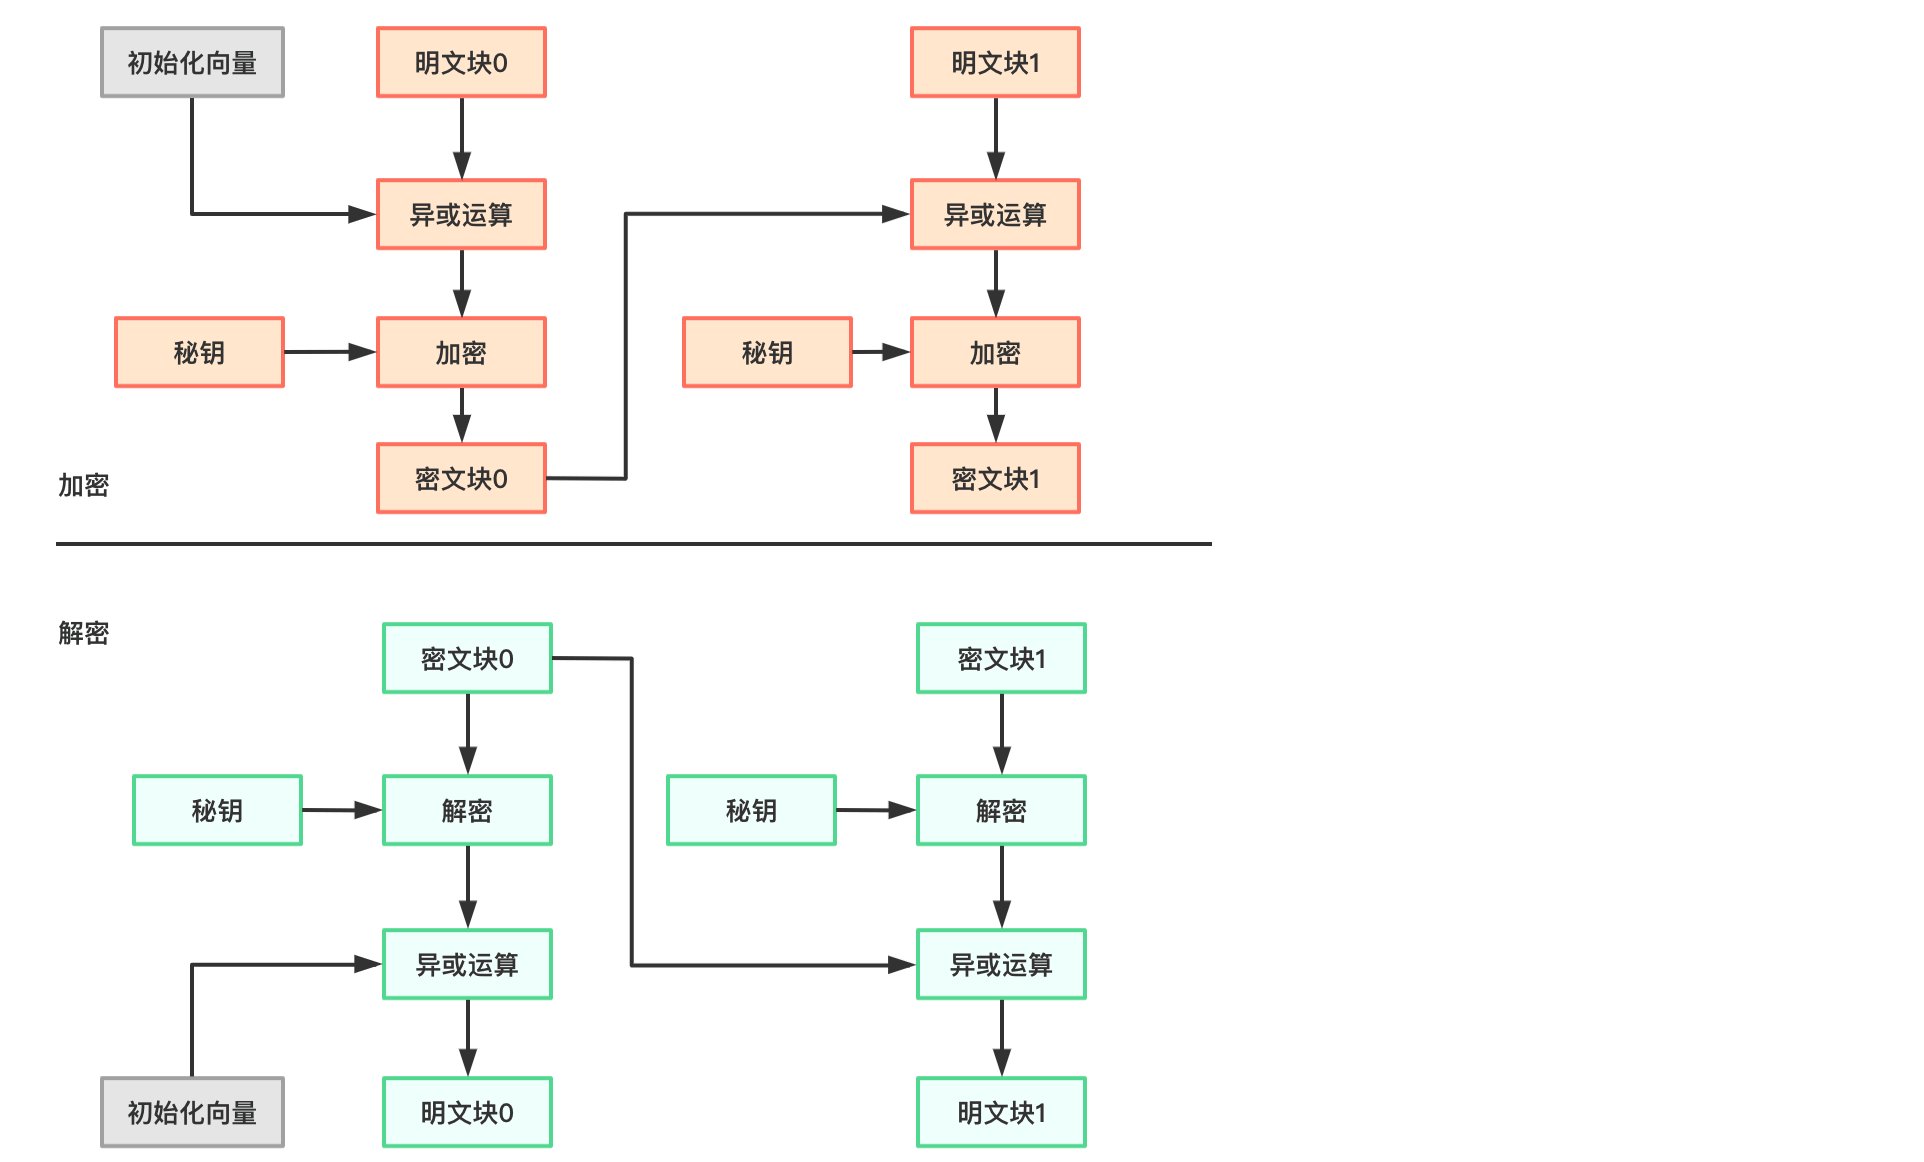 初始化向量
明文块0
明文块1
异或运算
异或运算
秘钥
加密
秘钥
加密
密文块0
密文块1
加密
解密
密文块0
密文块1
秘钥
解密
秘钥
解密
异或运算
异或运算
初始化向量
明文块0
明文块1